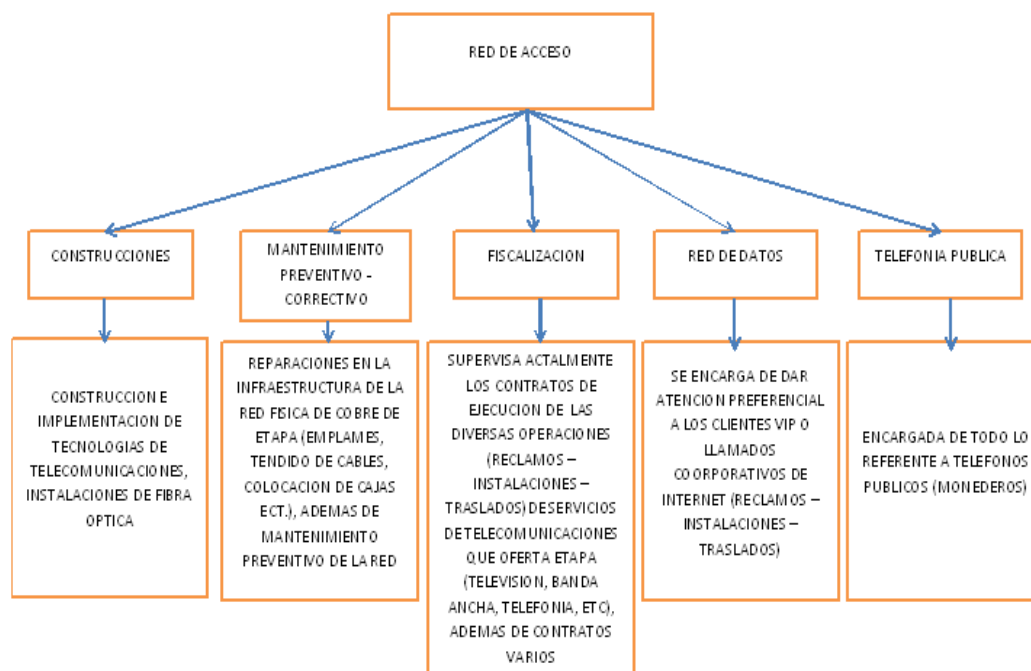 RED DE ACCESO
CONSTRUCCIONES
MANTENIMIENTO
PREVENTIVO -
CORRECTIVO
FISCALIZACION
RED DE DATOS
TELEFONIA PUBLICA
CONSTRUCCION E
IMPLEMENTACION DE
TECNOLOGIAS DE
TELECOMUNICACIONES,
INSTALACIONES DE FIBRA
OPTICA
REPARACIONES EN LA
INFRAESTRUCTURA DE LA
RED FISICA DE COBRE DE
ETAPA (EMPLAMES,
TENDIDO DE CABLES,
COLOCACION DE CAJAS
ECT.), ADEMAS DE
MANTENIMIENTO
PREVENTIVO DE LA RED
SUPERVISA ACTALMENTE
LOS CONTRATOS DE
EJECUCION DE LAS
DIVERSAS OPERACIONES
(RECLAMOS –
INSTALACIONES –
TRASLADOS) DE SERVICIOS
DE TELECOMUNICACIONES
QUE OFERTA ETAPA
(TELEVISION, BANDA
ANCHA, TELEFONIA, ETC),
ADEMAS DE CONTRATOS
VARIOS
SE ENCARGA DE DAR
ATENCION PREFERENCIAL
A LOS CLIENTES VIP O
LLAMADOS
COORPORATIVOS DE
INTERNET (RECLAMOS –
INSTALACIONES –
TRASLADOS)
ENCARGADA DE TODO LO
REFERENTE A TELEFONOS
PUBLICOS (MONEDEROS)